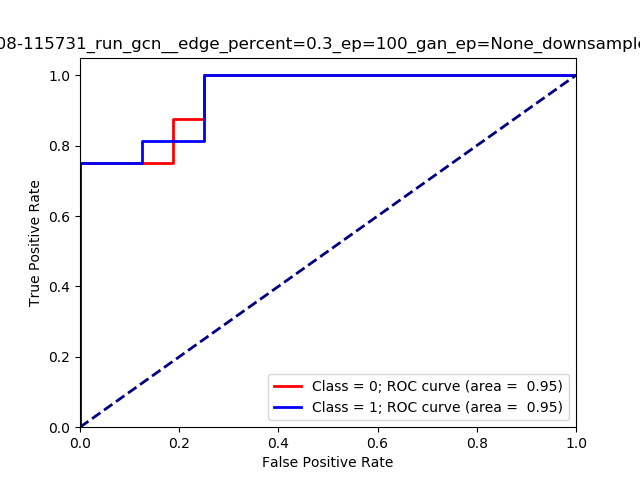 08-115731_run_gcn__edge_percent=0.3_ep=100_gan_ep=None_downsample
1.0
0.8
0.6
0.4
0.2
0.0
True Positive Rate
Class = 0; ROC curve (area =  0.95)
Class = 1; ROC curve (area =  0.95)
0.0 0.2 0.4 0.6 0.8 1.0
False Positive Rate